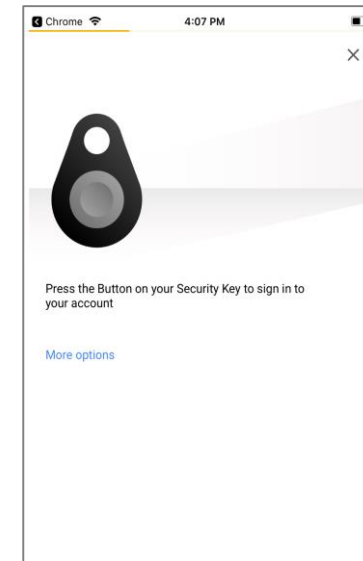 Chrome 4:07 PM
Press the Button on your Security Key to sign in to
your account
More options